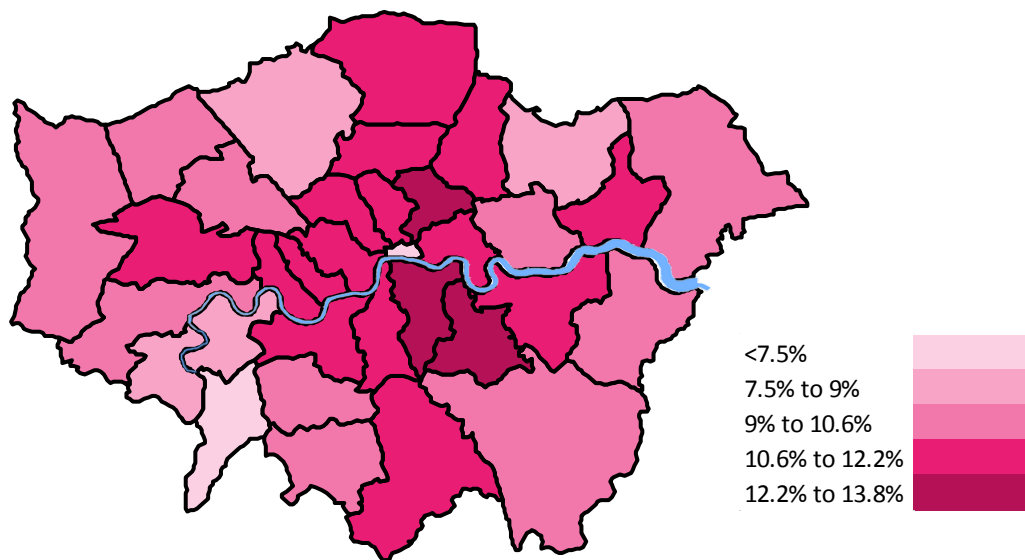 <7.5%
7.5% to 9%
9% to 10.6%
10.6% to 12.2%
12.2% to 13.8%